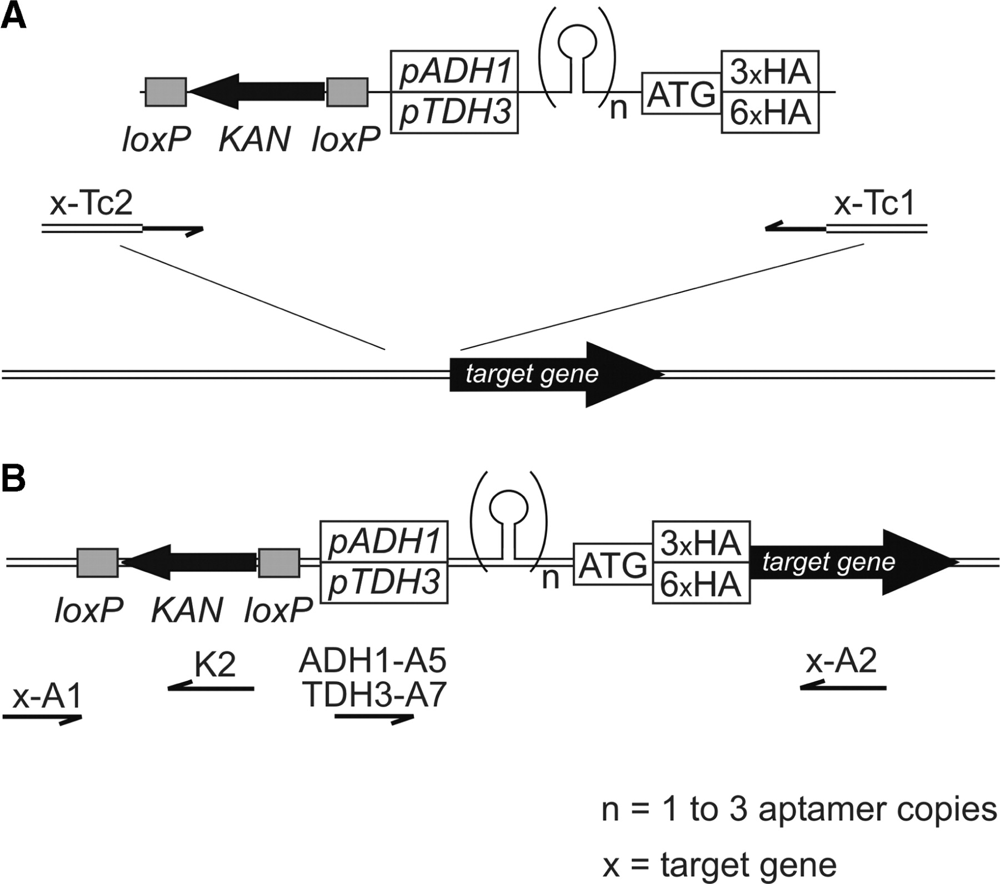 A
pADH1
pTDH3
n
ATG
3xHA
6xHA
loxP KAN loxP
x-Tc2
x-Tc1
target gene
B
pADH1
pTDH3
n
ATG
3xHA
6xHA
target gene
loxP KAN loxP
x-A1
K2
ADH1-A5
TDH3-A7
x-A2
n = 1 to 3 aptamer copies
x = target gene